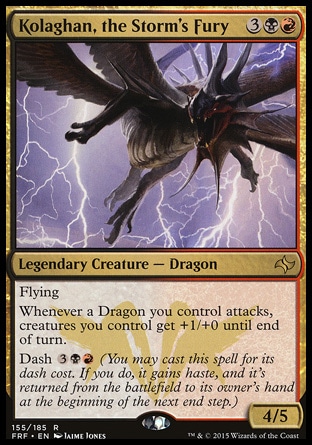 Kolaghan, the Storm's Fury 3
Legendary Creature — Dragon
Flying
Whenever a Dragon you control attacks,
creatures you control get +1/+0 until end
of turn.
Dash 3 (You may cast this spell for its
dash cost. If you do, it gains haste, and it's
returned from the battlefield to its owner's hand
at the beginning of the next end step.)
4/5
155/185 R
FRF • EN Jaime Jones
™ & © 2015 Wizards of the Coast